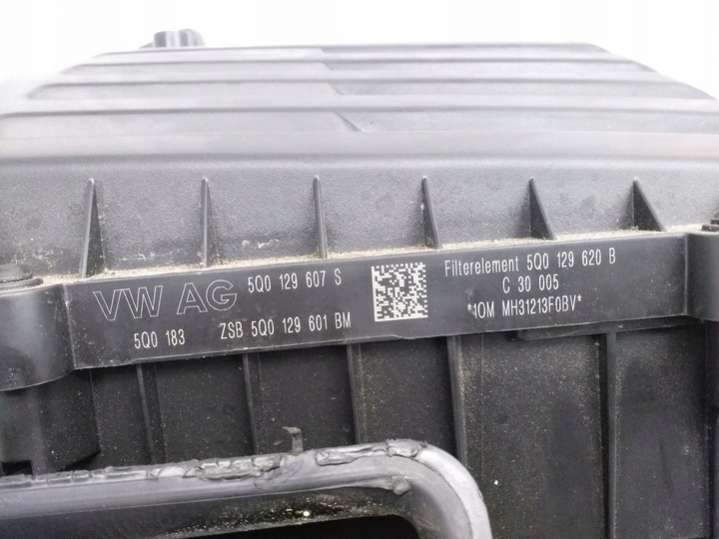 VW AG 5Q0 129 607 S
5Q0 183 ZSB 5Q0 129 601 BM
Filterelement 5Q0 129 620 B
C 30 005
*1OM MH31213F0BV*